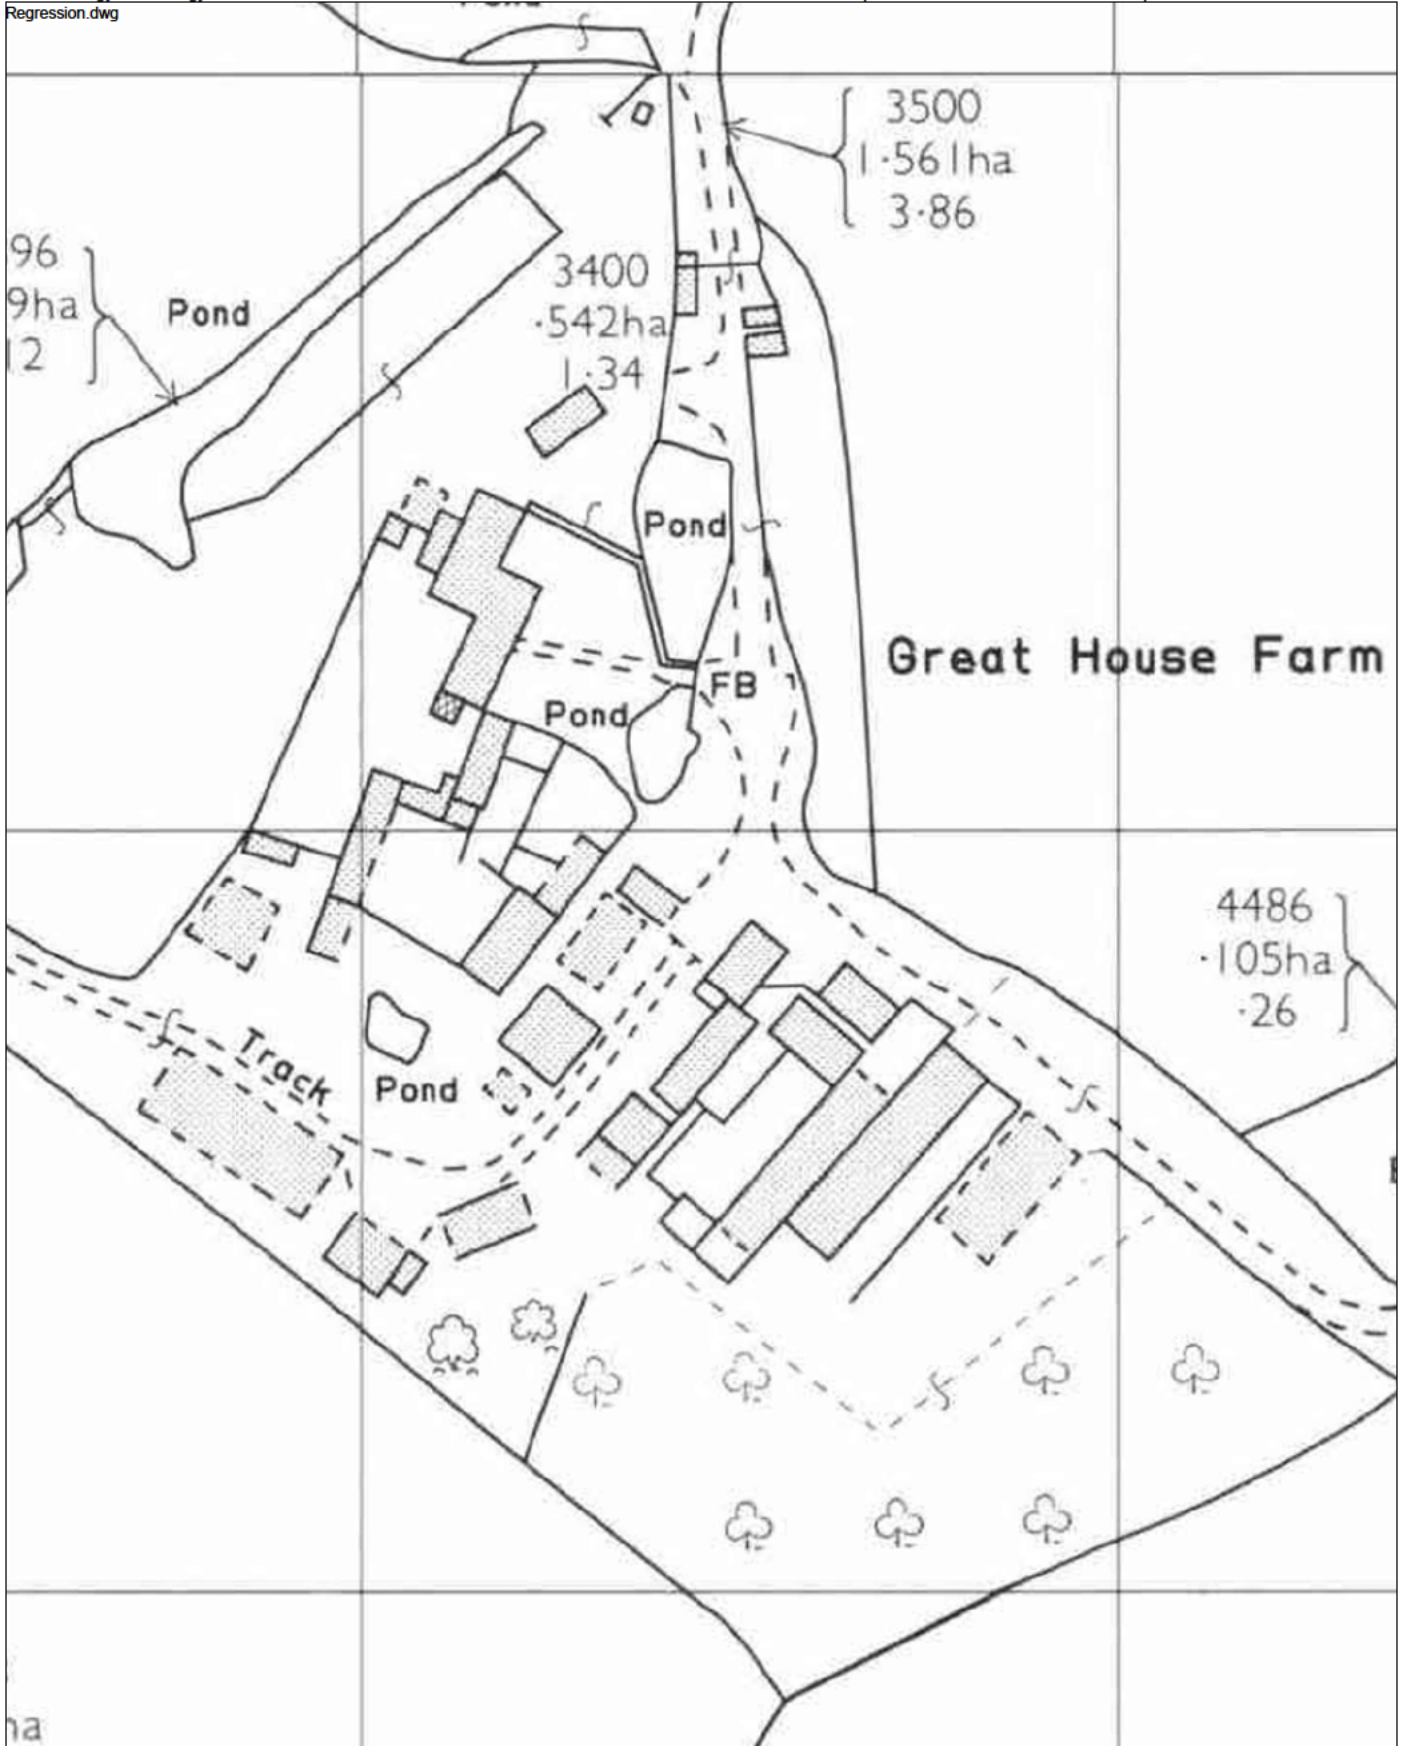 Regression.dwg
3500
1·561ha
3·86
96
9ha
12
Pond
3400
·542ha
1·34
Pond
Great House Farm
FB
Pond
4486
·105ha
·26
Track
Pond
ha